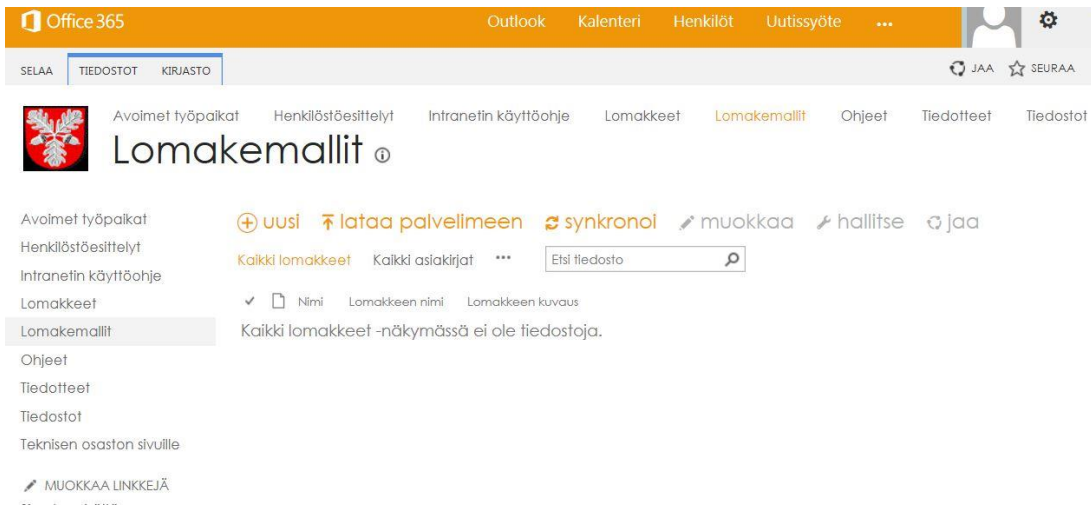 Office 365 Outlook Kalenteri Henkilöt Uutissyöte ...
SELAA TIEDOSTOT KIRJASTO JAA SEURAA
Avoimet työpaikat Henkilöstöesittelyt Intranetin käyttöohje Lomakkeet Lomakemallit Ohjeet Tiedotteet Tiedostot
Lomakemallit
Avoimet työpaikat
Henkilöstöesittelyt
Intranetin käyttöohje
Lomakkeet
Lomakemallit
Ohjeet
Tiedotteet
Tiedostot
Teknisen osaston sivuille
MUOKKAA LINKKEJÄ
uusi lataa palvelimeen synkronoi muokkaa hallitse jaa
Kaikki lomakkeet Kaikki asiakirjat ... Etsi tiedosto
Nimi Lomakkeen nimi Lomakkeen kuvaus
Kaikki lomakkeet -näkymässä ei ole tiedostoja.